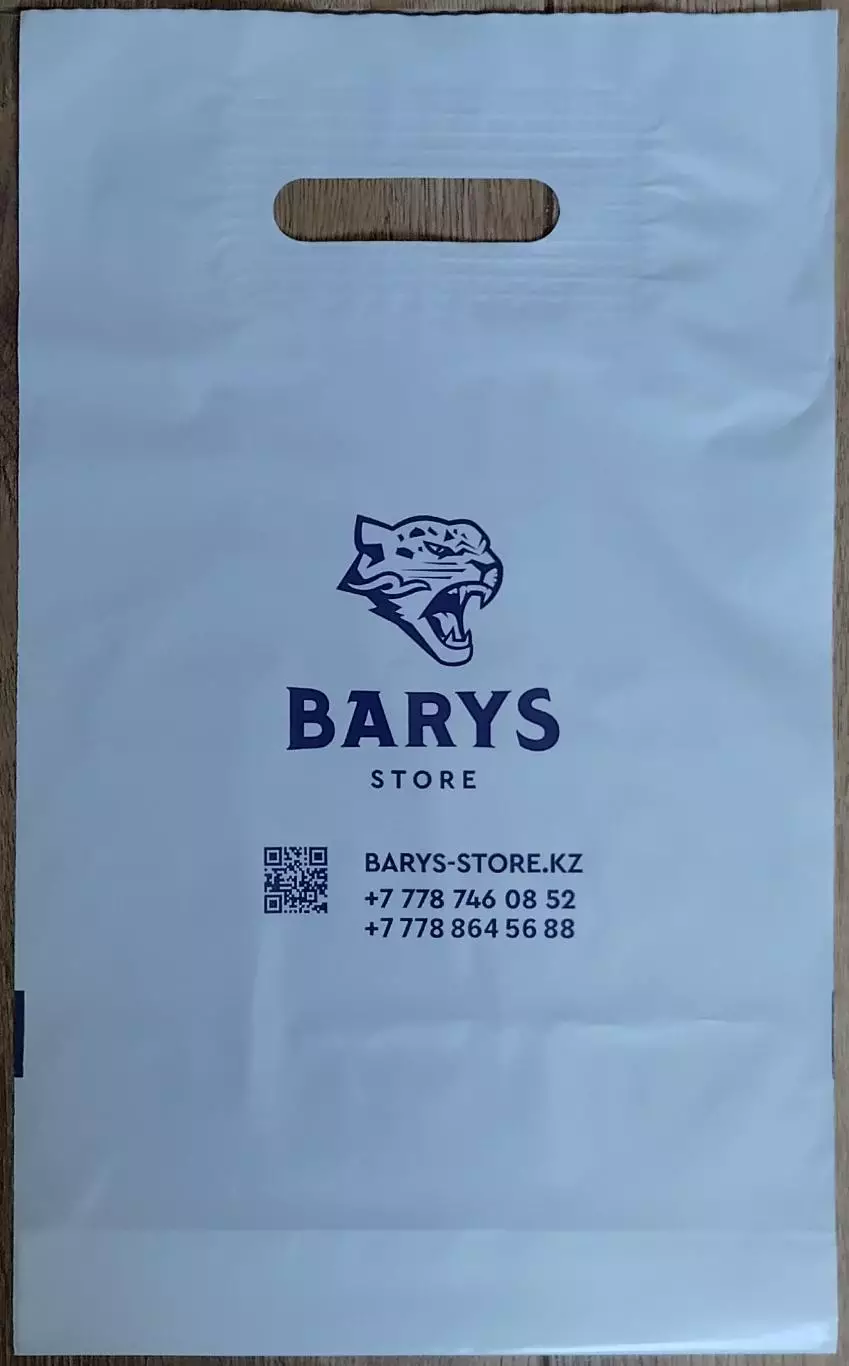 BARYS
STORE
BARYS-STORE.KZ
+7 778 746 08 52
+7 778 864 56 88